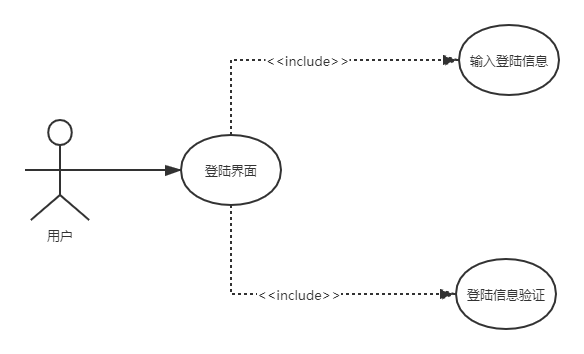 <<include>>
输入登陆信息
登陆界面
用户
<<include>>
登陆信息验证